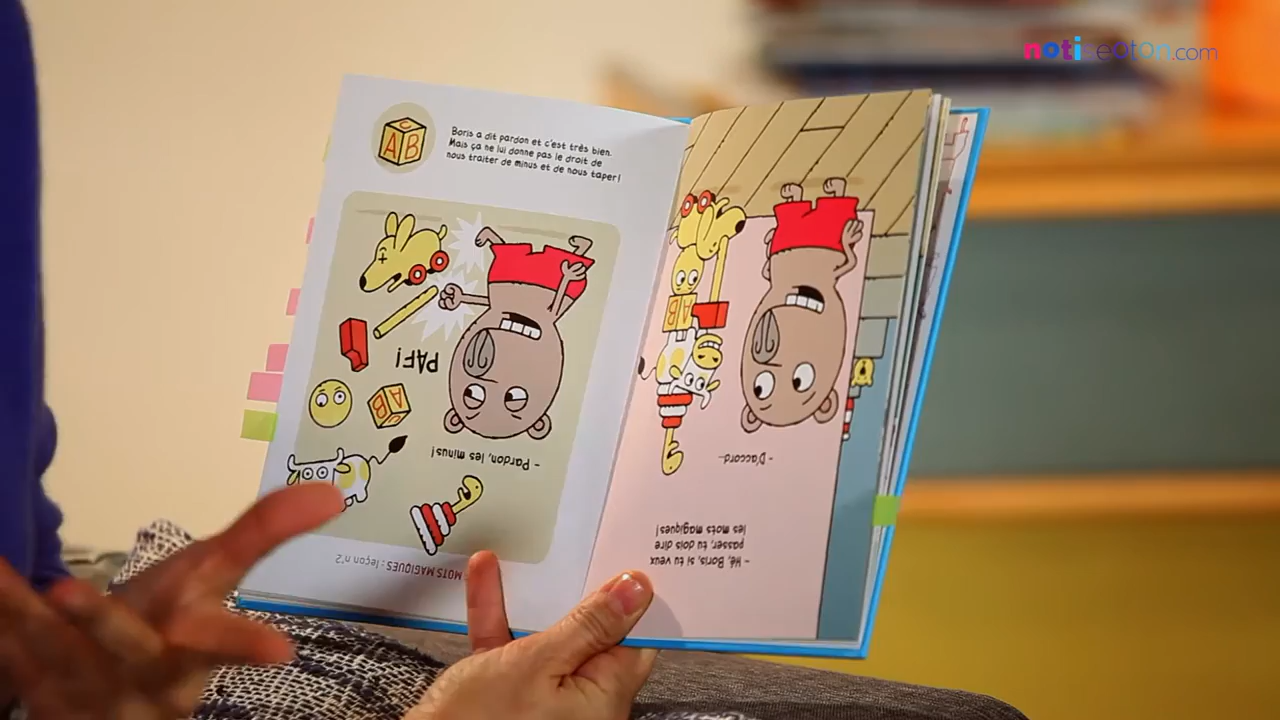 notiseaton.com
Boris a dit pardon et c'est très bien.
Mais ça ne lui donne pas le droit de
nous traiter de minus et de nous taper !
C
A B
MOTS MAGIQUES : leçon n°2
- Pardon, les minus !
AB
PAF !
- Hé, Boris, si tu veux
passer, tu dois dire
les mots magiques !
- D'accord...
AB